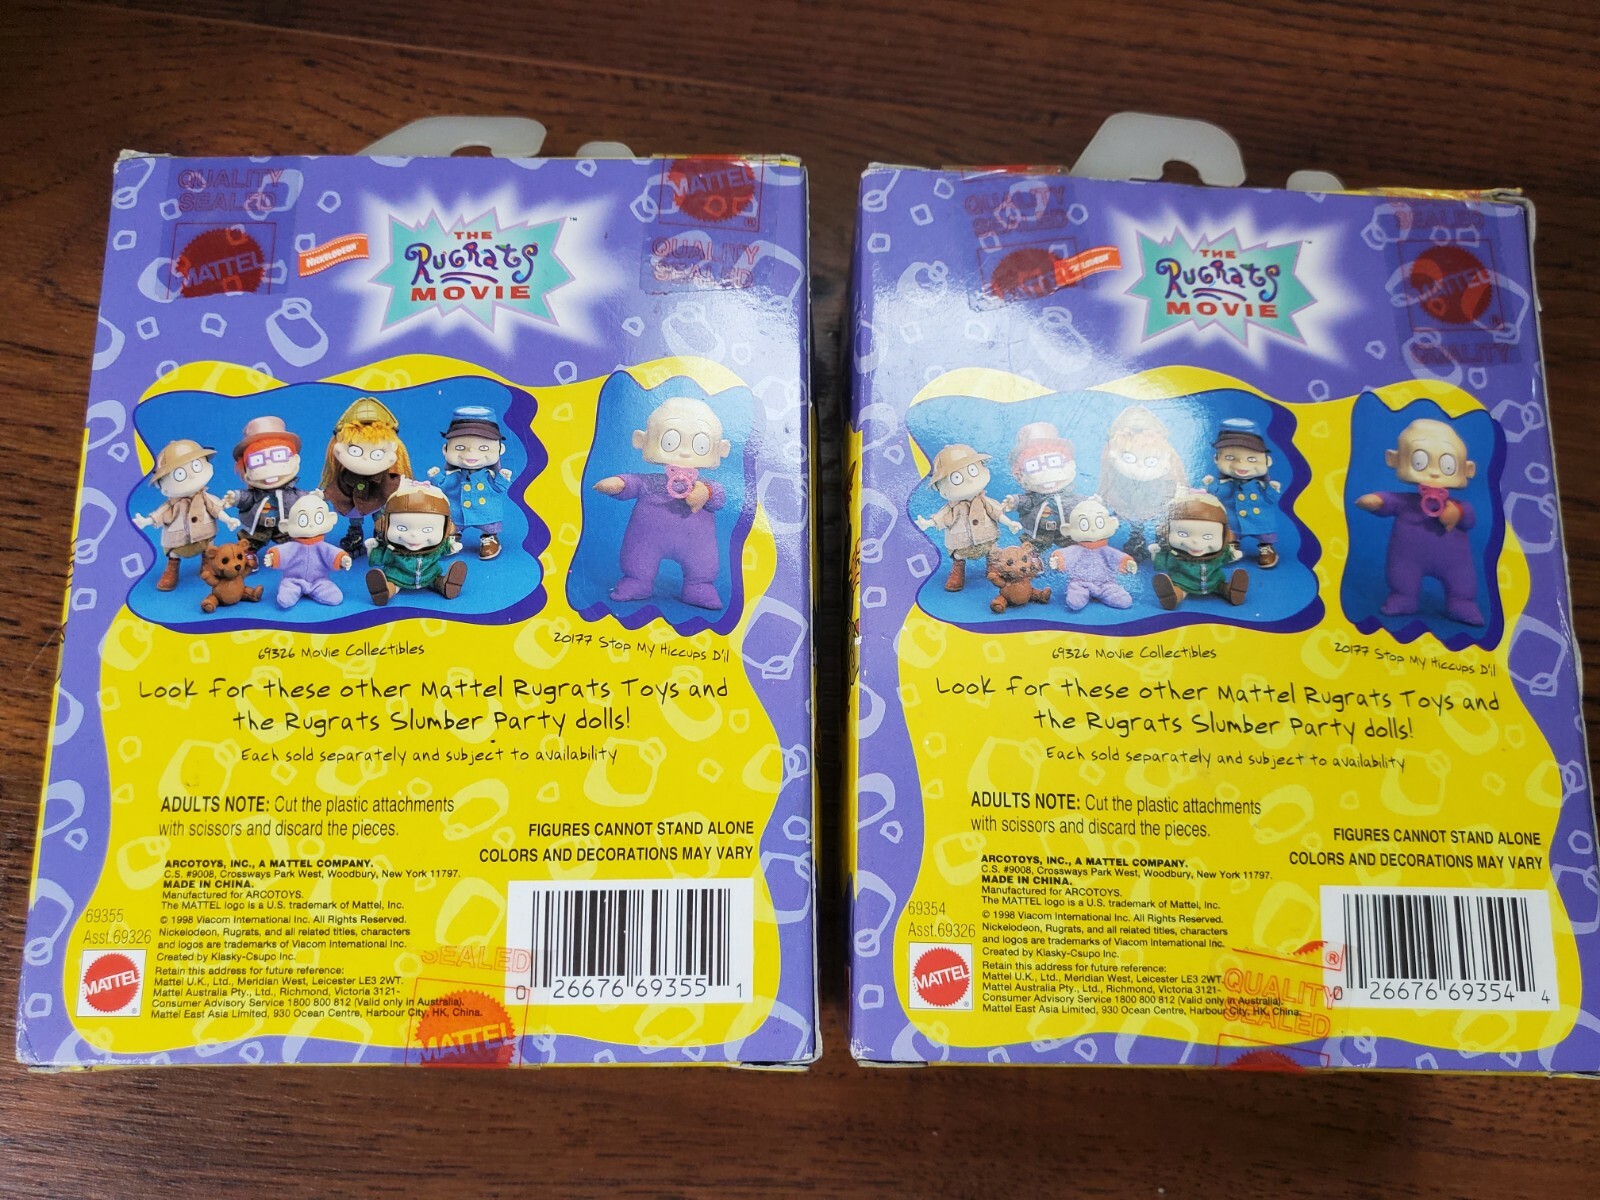 QUALITY
SEALED
MATTEL
MATTEL
QUALITY
SEALED
NICKELODEON
THE
RUGRATS
MOVIE
™
69326 Movie Collectibles
20177 Stop My Hiccups D'il
Look for these other Mattel Rugrats Toys and
the Rugrats Slumber Party dolls!
Each sold separately and subject to availability
ADULTS NOTE: Cut the plastic attachments
with scissors and discard the pieces.
FIGURES CANNOT STAND ALONE
COLORS AND DECORATIONS MAY VARY
ARCOTOYS, INC., A MATTEL COMPANY.
C.S. #9008, Crossways Park West, Woodbury, New York 11797.
MADE IN CHINA.
Manufactured for ARCOTOYS.
The MATTEL logo is a U.S. trademark of Mattel, Inc.
69355
Asst.69326
© 1998 Viacom International Inc. All Rights Reserved.
Nickelodeon, Rugrats, and all related titles, characters
and logos are trademarks of Viacom International Inc.
Created by Klasky-Csupo Inc.
MATTEL
Retain this address for future reference:
Mattel U.K., Ltd., Meridian West, Leicester LE3 2WT.
Mattel Australia Pty., Ltd., Richmond, Victoria 3121-
Consumer Advisory Service 1800 800 812 (Valid only in Australia).
Mattel East Asia Limited, 930 Ocean Centre, Harbour City, HK, China.
SEALED
MATTEL
0 26676 69355 1
THE
RUGRATS
MOVIE
™
SEALED
MATTEL
QUALITY
69326 Movie Collectibles
20177 Stop My Hiccups D'il
Look for these other Mattel Rugrats Toys and
the Rugrats Slumber Party dolls!
Each sold separately and subject to availability
ADULTS NOTE: Cut the plastic attachments
with scissors and discard the pieces.
FIGURES CANNOT STAND ALONE
COLORS AND DECORATIONS MAY VARY
ARCOTOYS, INC., A MATTEL COMPANY.
C.S. #9008, Crossways Park West, Woodbury, New York 11797.
MADE IN CHINA.
Manufactured for ARCOTOYS.
The MATTEL logo is a U.S. trademark of Mattel, Inc.
69354
Asst.69326
© 1998 Viacom International Inc. All Rights Reserved.
Nickelodeon, Rugrats, and all related titles, characters
and logos are trademarks of Viacom International Inc.
Created by Klasky-Csupo Inc.
MATTEL
Retain this address for future reference:
Mattel U.K., Ltd., Meridian West, Leicester LE3 2WT.
Mattel Australia Pty., Ltd., Richmond, Victoria 3121-
Consumer Advisory Service 1800 800 812 (Valid only in Australia).
Mattel East Asia Limited, 930 Ocean Centre, Harbour City, HK, China.
QUALITY
SEALED
0 26676 69354 4